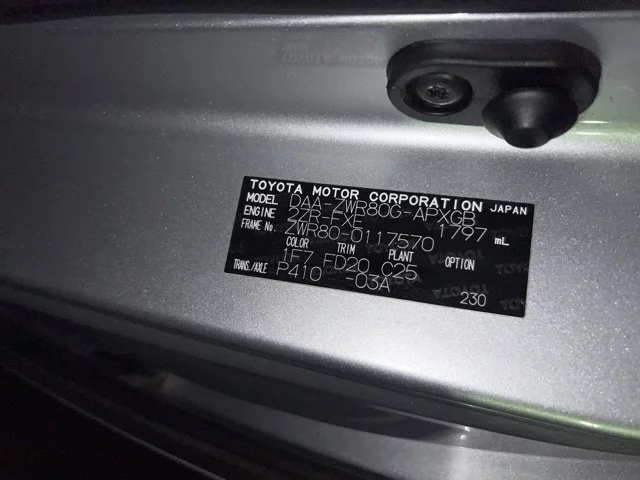 TOYOTA MOTOR CORPORATION JAPAN
MODEL DAA-ZWR80G-APXGB
ENGINE 2ZR-FXE 1797 mL
FRAME No. ZWR80-0117570
COLOR TRIM PLANT OPTION
1F7 FD20 C25
TRANS./AXLE P410 -03A
230